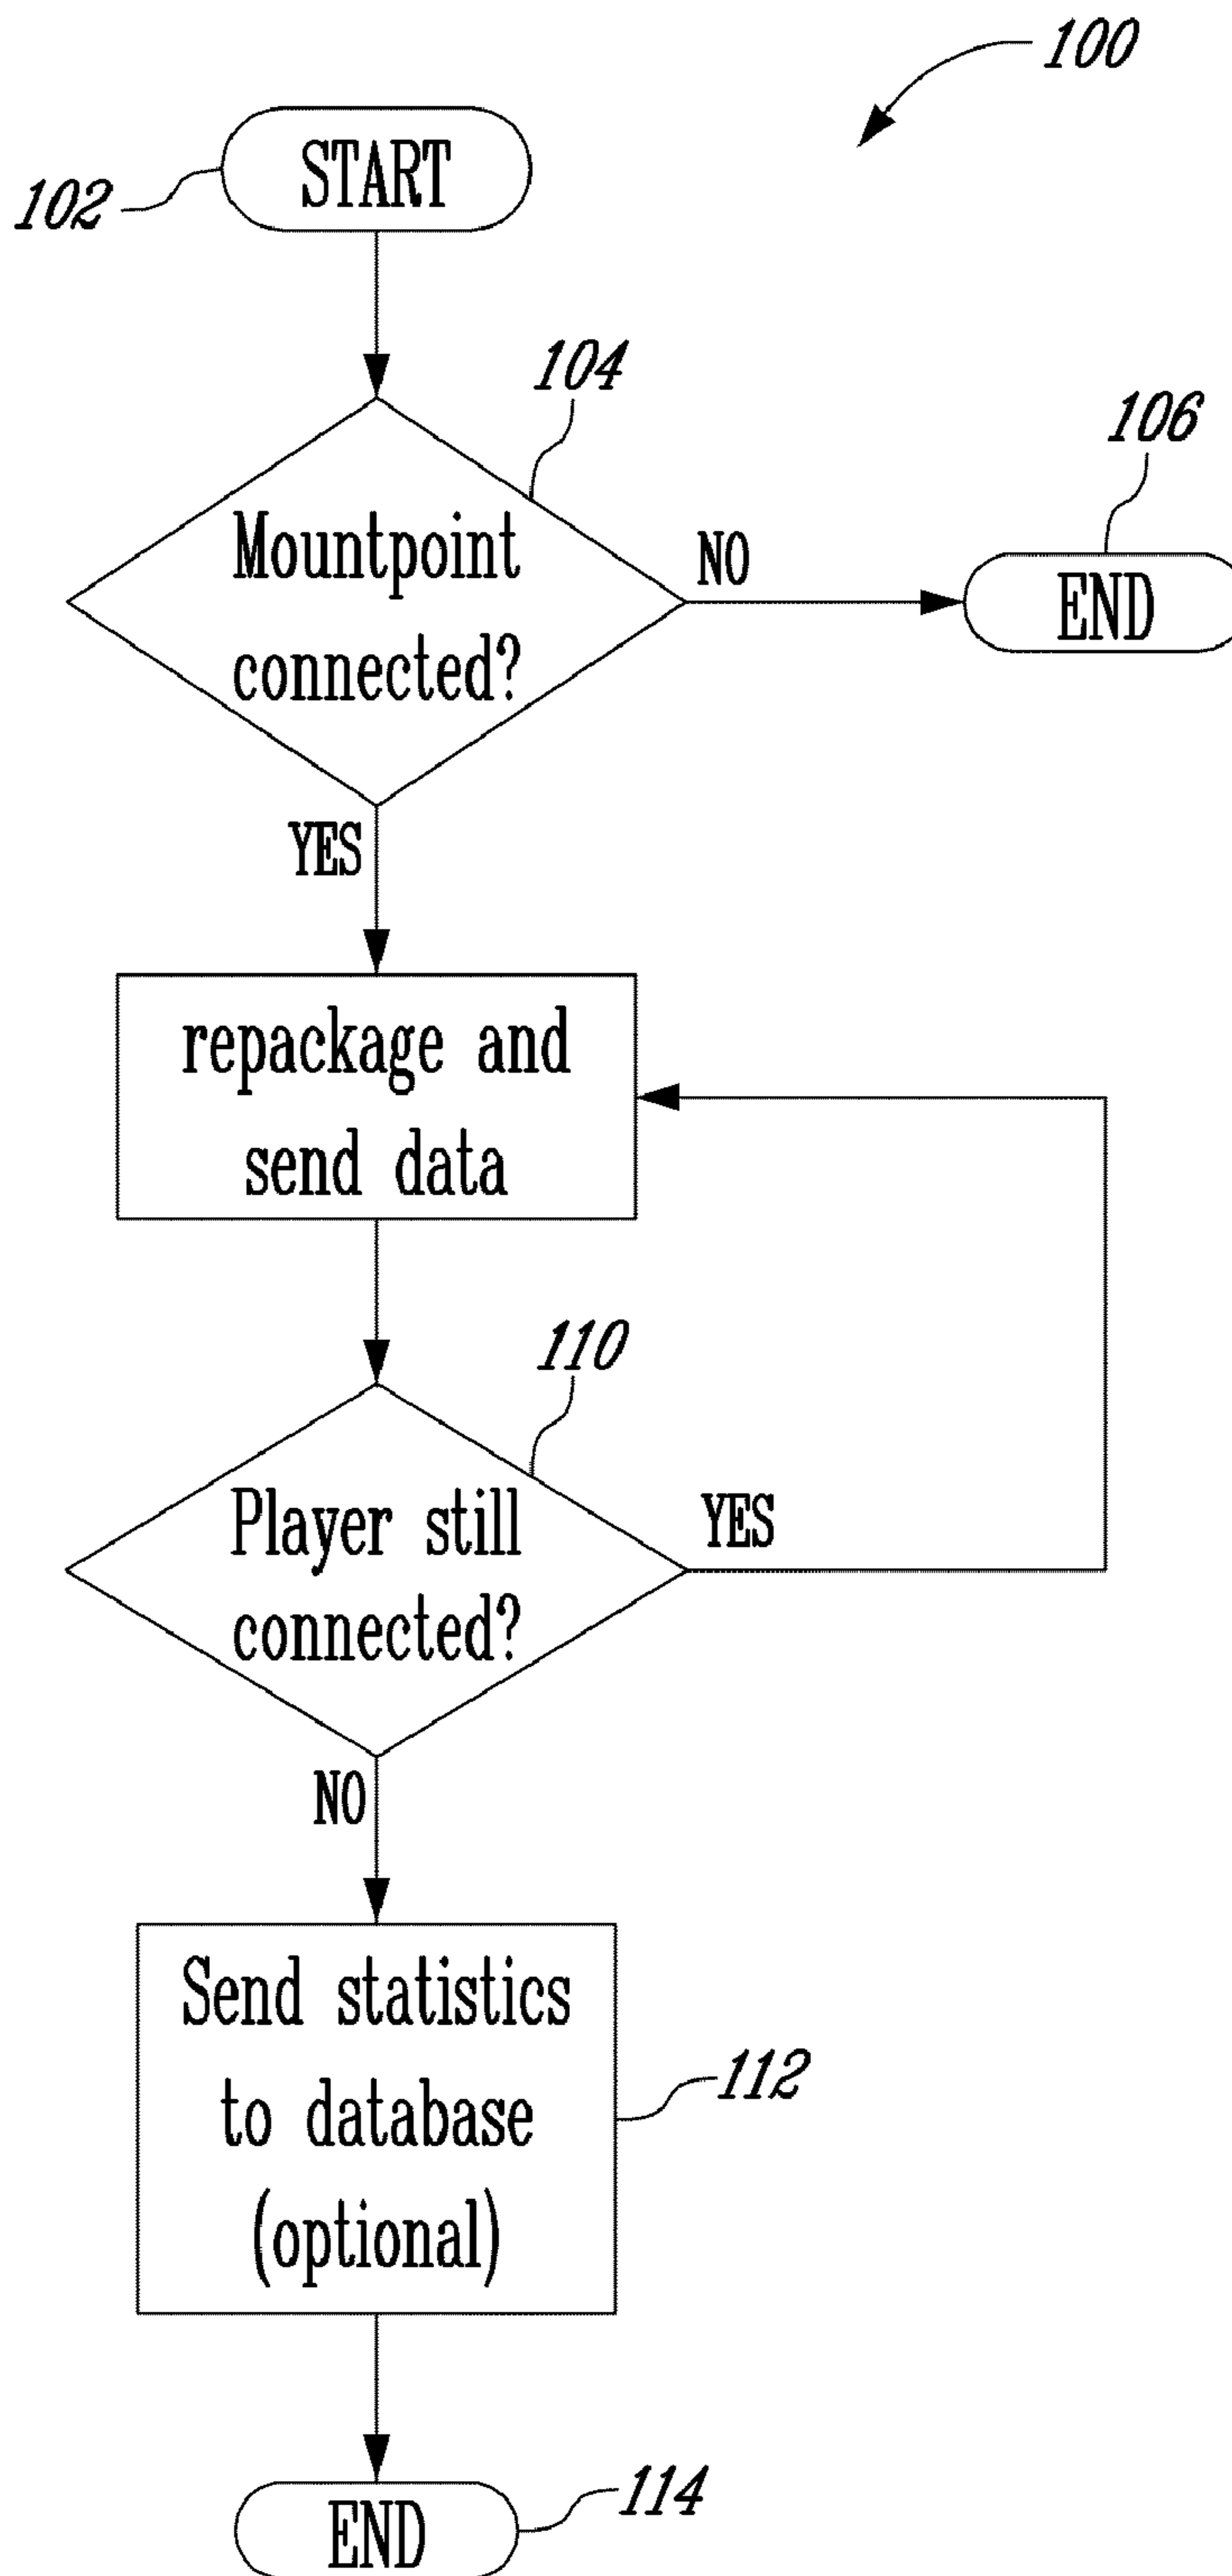 100
START
102
104
106
Mountpoint
connected?
NO
END
YES
repackage and
send data
110
Player still
connected?
YES
NO
Send statistics
to database
(optional)
112
END
114